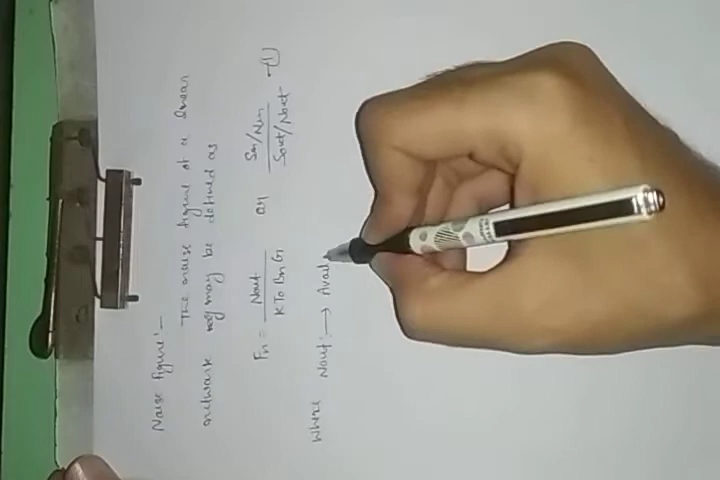 Noise figure :-
The noise figure of a linear
network may be defined as
Fn = Nout / K To Bn G or Sin/Nin / Sout/Nout -(1)
Where Nout: → Avail